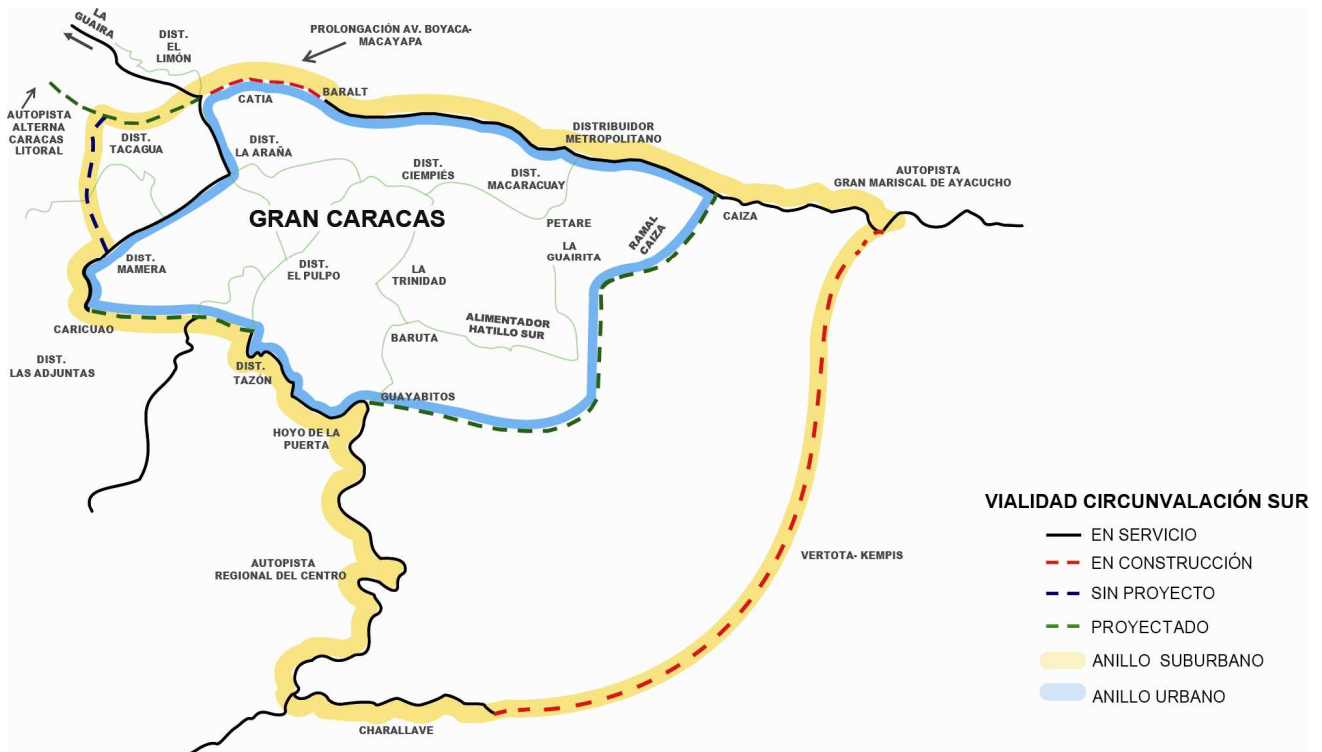 LA
GUAIRA
DIST.
EL
LIMÓN
PROLONGACIÓN AV. BOYACA-
MACAYAPA
AUTOPISTA
ALTERNA
CARACAS
LITORAL
CATIA
BARALT
DIST.
TACAGUA
DIST.
LA ARAÑA
DIST.
CIEMPIÉS
DISTRIBUIDOR
METROPOLITANO
DIST.
MACARACUAY
AUTOPISTA
GRAN MARISCAL DE AYACUCHO
GRAN CARACAS
PETARE
CAIZA
RAMAL
CAIZA
LA
GUAIRITA
DIST.
MAMERA
DIST.
EL PULPO
LA
TRINIDAD
ALIMENTADOR
HATILLO SUR
CARICUAO
BARUTA
DIST.
LAS ADJUNTAS
DIST.
TAZÓN
GUAYABITOS
HOYO DE LA
PUERTA
AUTOPISTA
REGIONAL DEL CENTRO
VERTOTA- KEMPIS
CHARALLAVE
VIALIDAD CIRCUNVALACIÓN SUR
EN SERVICIO
EN CONSTRUCCIÓN
SIN PROYECTO
PROYECTADO
ANILLO SUBURBANO
ANILLO URBANO